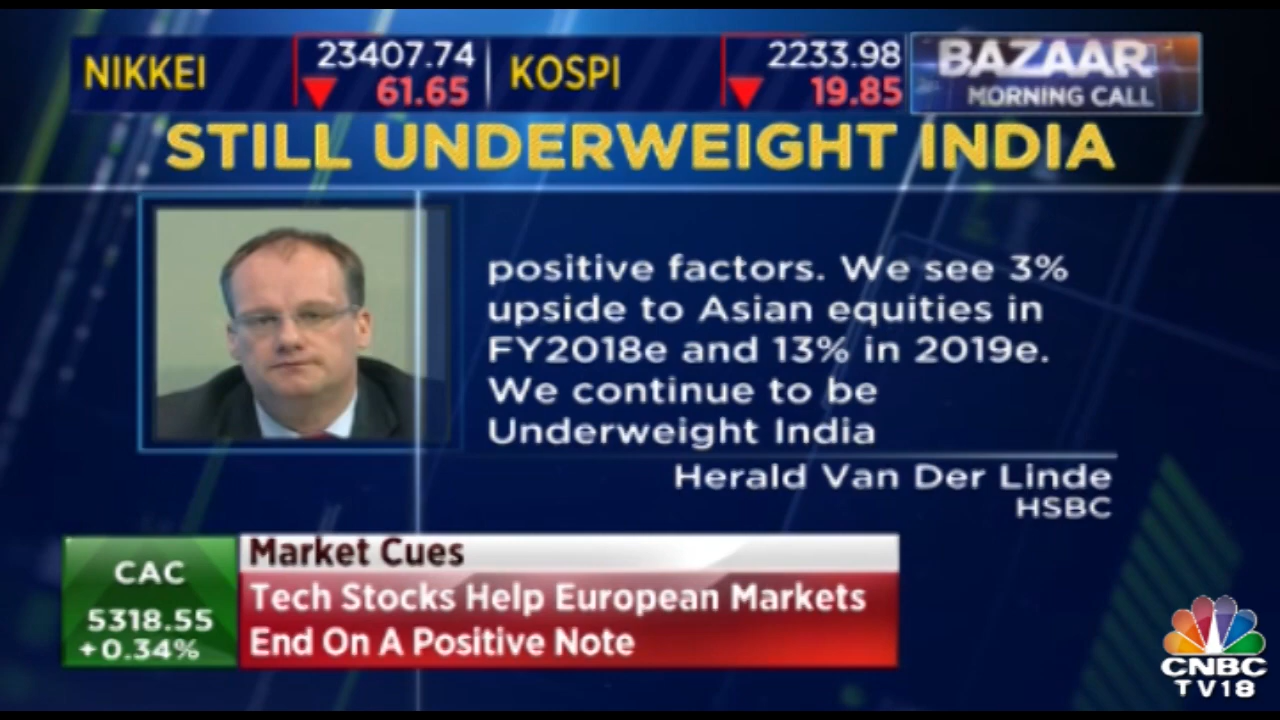 NIKKEI 23407.74 KOSPI 2233.98 BAZAAR
61.65 19.85 MORNING CALL
STILL UNDERWEIGHT INDIA
positive factors. We see 3%
upside to Asian equities in
FY2018e and 13% in 2019e.
We continue to be
Underweight India
Herald Van Der Linde
HSBC
CAC
5318.55
+0.34%
Market Cues
Tech Stocks Help European Markets
End On A Positive Note
CNBC
TV18